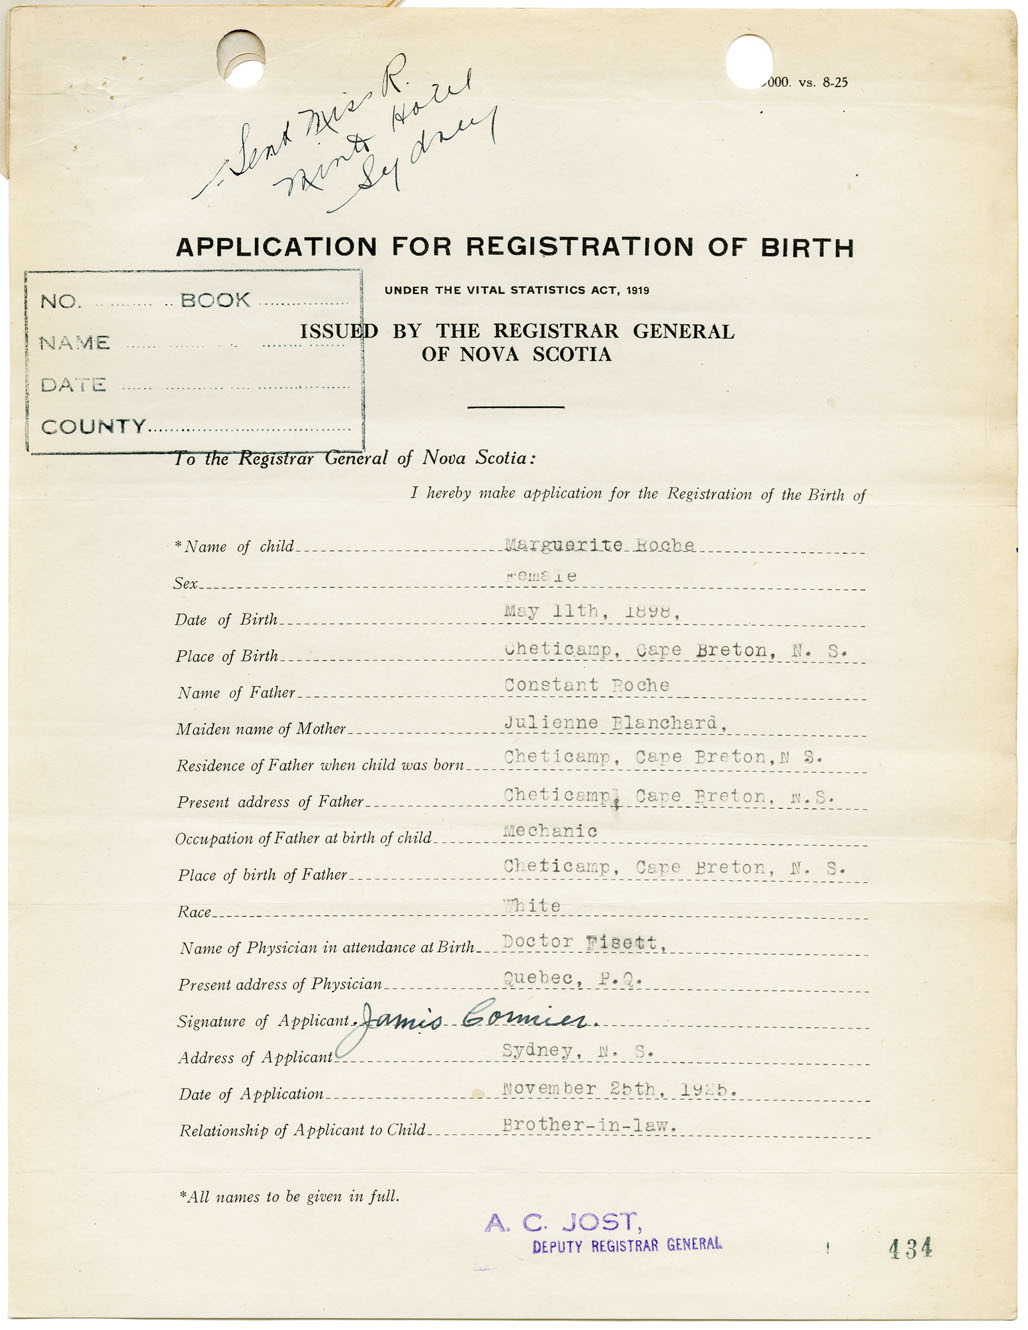 000. vs. 8-25
Send Miss R.
Minto Hotel
Sydney
APPLICATION FOR REGISTRATION OF BIRTH
UNDER THE VITAL STATISTICS ACT, 1919
ISSUED BY THE REGISTRAR GENERAL
OF NOVA SCOTIA
NO. BOOK
NAME
DATE
COUNTY
To the Registrar General of Nova Scotia:
I hereby make application for the Registration of the Birth of
*Name of child Marguerite Roche
Sex Female
Date of Birth May 11th, 1898,
Place of Birth Cheticamp, Cape Breton, N. S.
Name of Father Constant Roche
Maiden name of Mother Julienne Blanchard,
Residence of Father when child was born Cheticamp, Cape Breton, N S.
Present address of Father Cheticamp, Cape Breton, N.S.
Occupation of Father at birth of child Mechanic
Place of birth of Father Cheticamp, Cape Breton, N. S.
Race White
Name of Physician in attendance at Birth Doctor Fisett,
Present address of Physician Quebec, P.Q.
Signature of Applicant Jamis Cormier.
Address of Applicant Sydney, N. S.
Date of Application November 25th, 1925.
Relationship of Applicant to Child Brother-in-law.
*All names to be given in full.
A. C. JOST,
DEPUTY REGISTRAR GENERAL
434